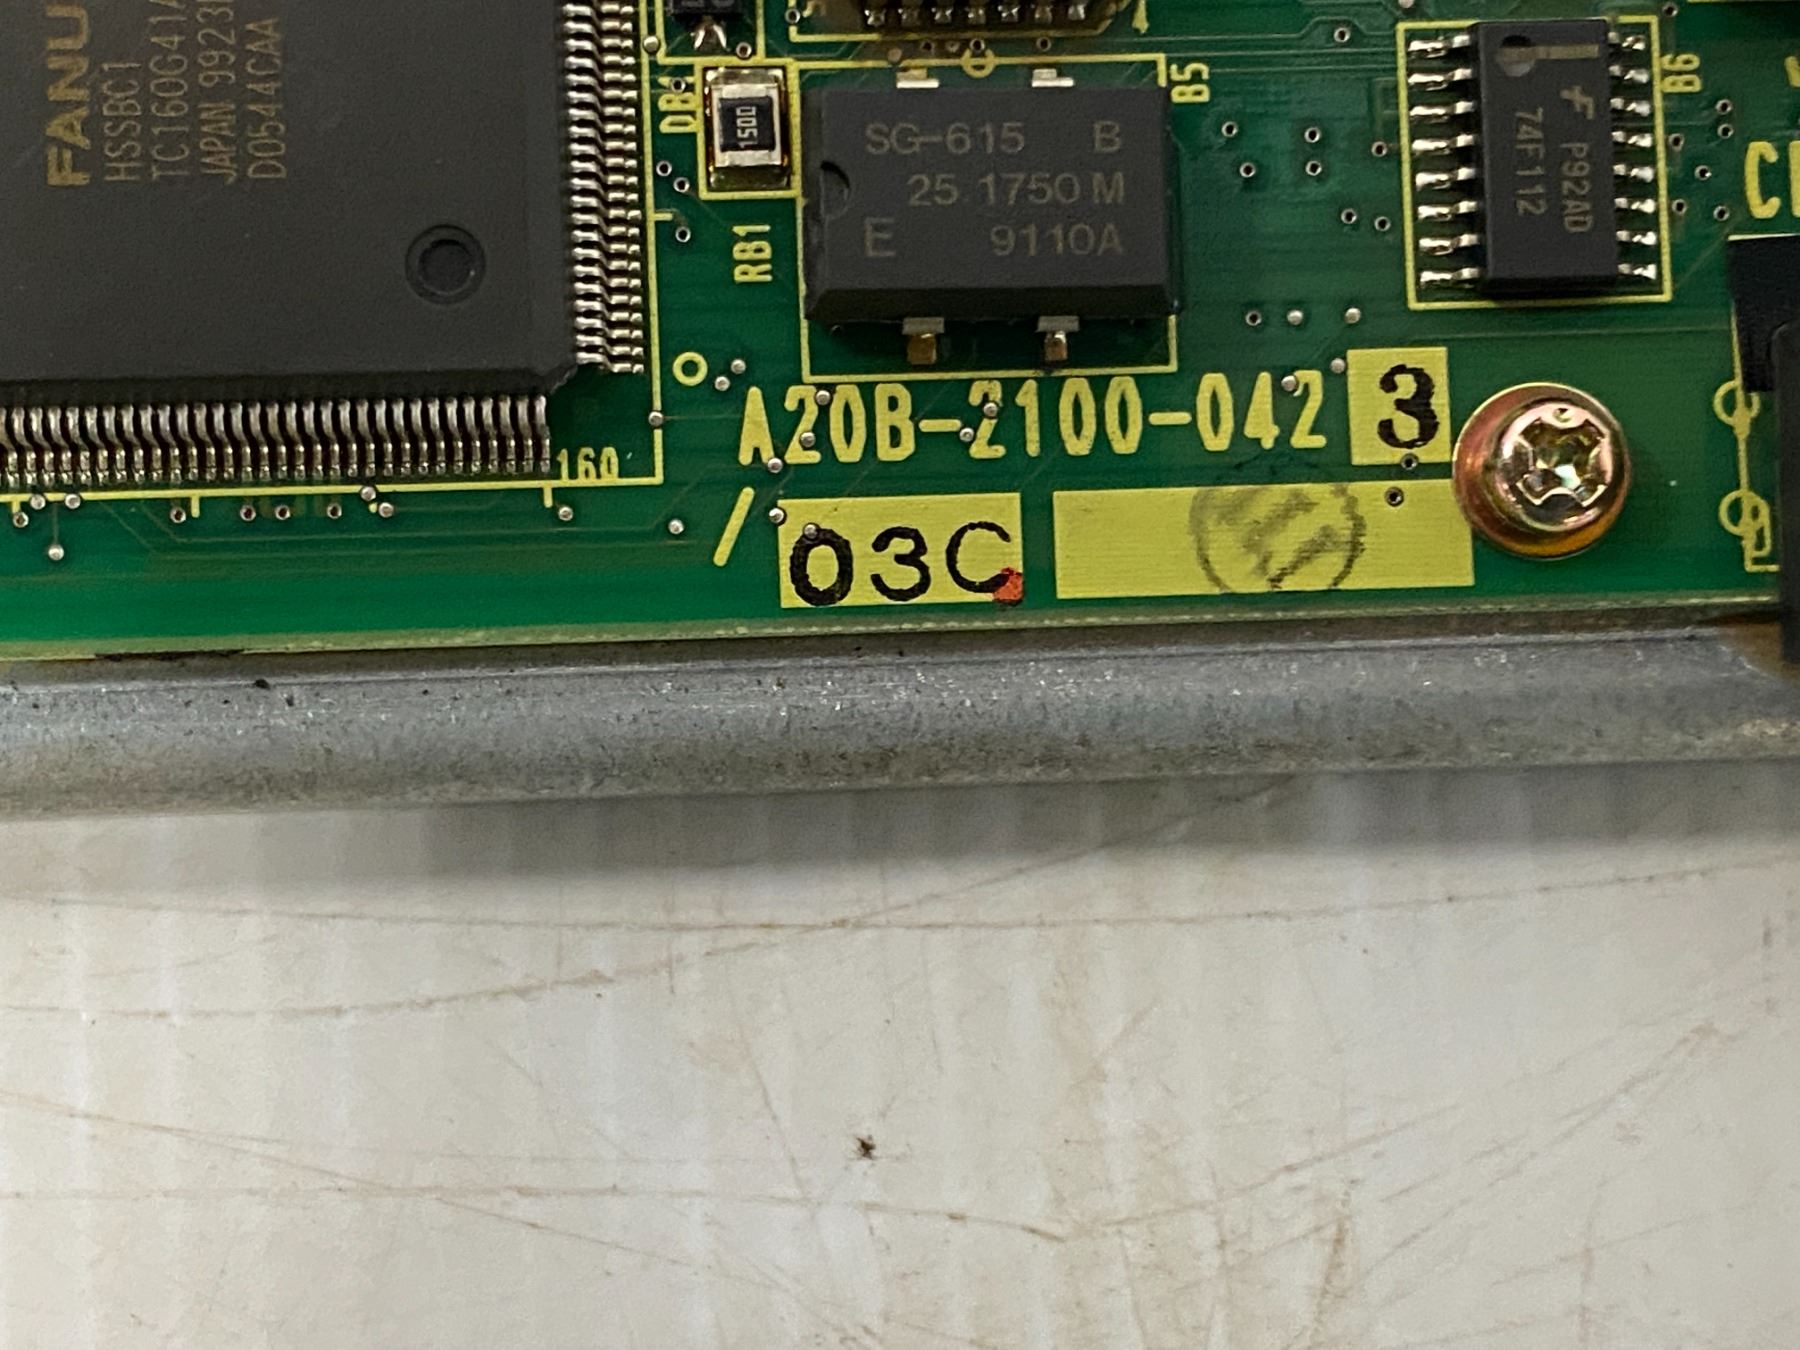 FANU
HSSBC1
TC160G41A
JAPAN 9923
D0544CAA
1500
RB1
SG-615 B
25.1750 M
E 9110A
B5
F P92AD
74F112
B6
160
A20B-2100-042 3
/ 03C